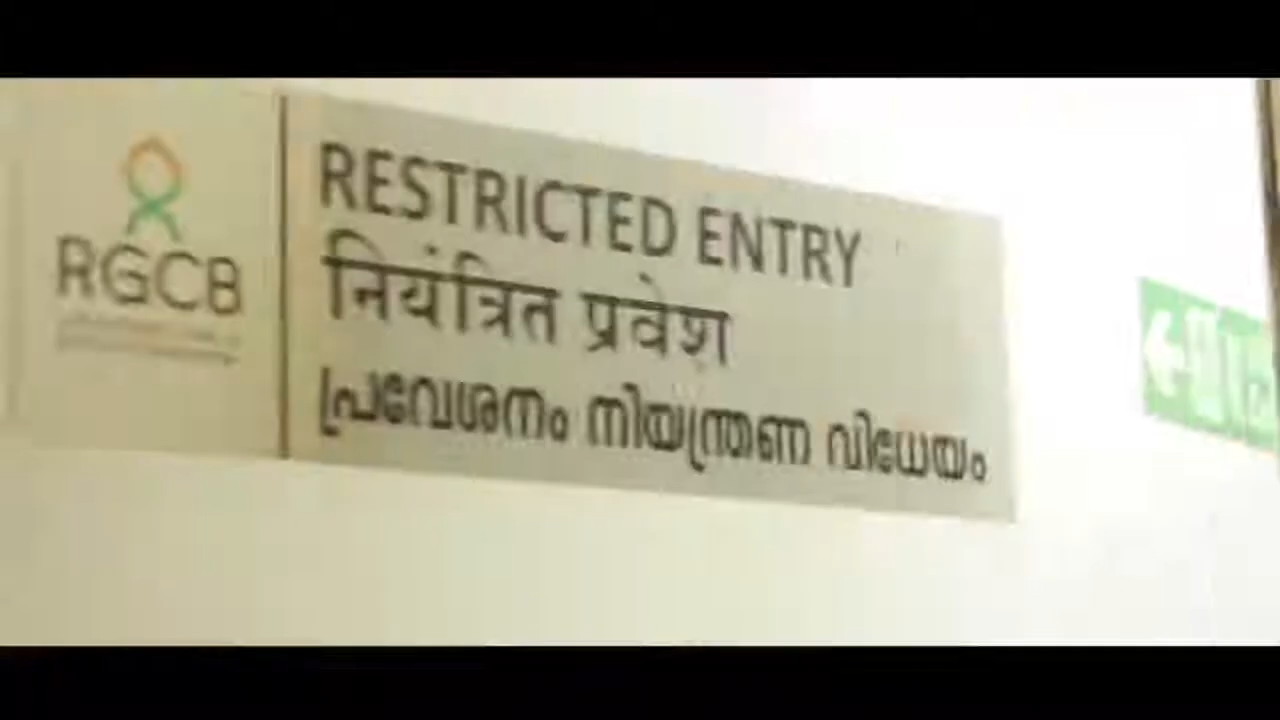 RGCB
RESTRICTED ENTRY
नियंत्रित प्रवेश
പ്രവേശനം നിയന്ത്രണ വിധേയം